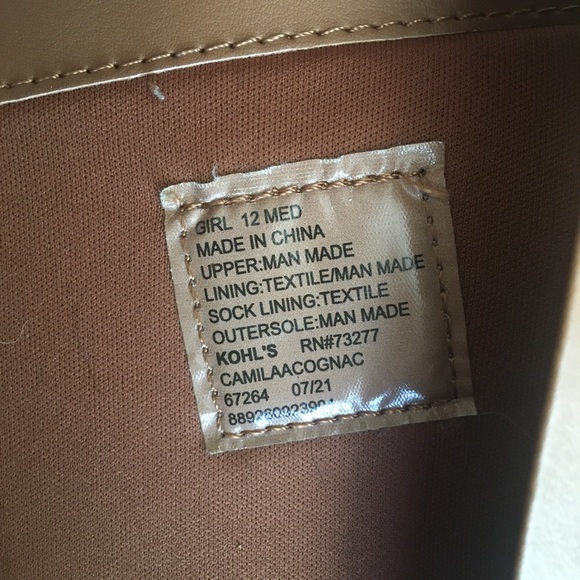 GIRL 12 MED
MADE IN CHINA
UPPER:MAN MADE
LINING:TEXTILE/MAN MADE
SOCK LINING:TEXTILE
OUTERSOLE:MAN MADE
KOHL'S RN#73277
CAMILAACOGNAC
67264 07/21